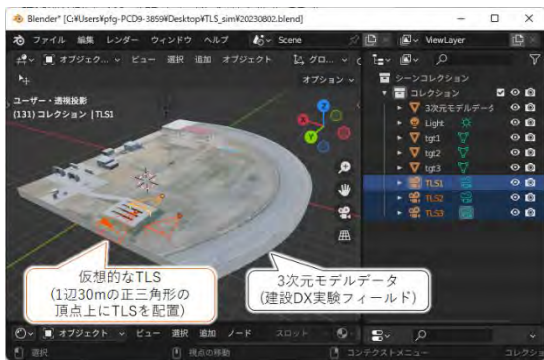 Blender* [C:¥Users¥pfg-PCD9-3859¥Desktop¥TLS_sim¥20230802.blend]
ファイル 編集 レンダー ウィンドウ ヘルプ Scene ViewLayer
オブジェク... ビュー 選択 追加 オブジェクト グロ...
オプション
シーンコレクション
コレクション
ユーザー・透視投影
(131) コレクション | TLS1
3次元モデルデータ
Light
tgt1
tgt2
tgt3
TLS1
TLS2
TLS3
X
Y
Z
仮想的なTLS
(1辺30mの正三角形の
頂点上にTLSを配置)
3次元モデルデータ
(建設DX実験フィールド)
オブジェクト ビュー 選択 追加 ノード スロット
選択 視点の移動 コンテクストメニュー